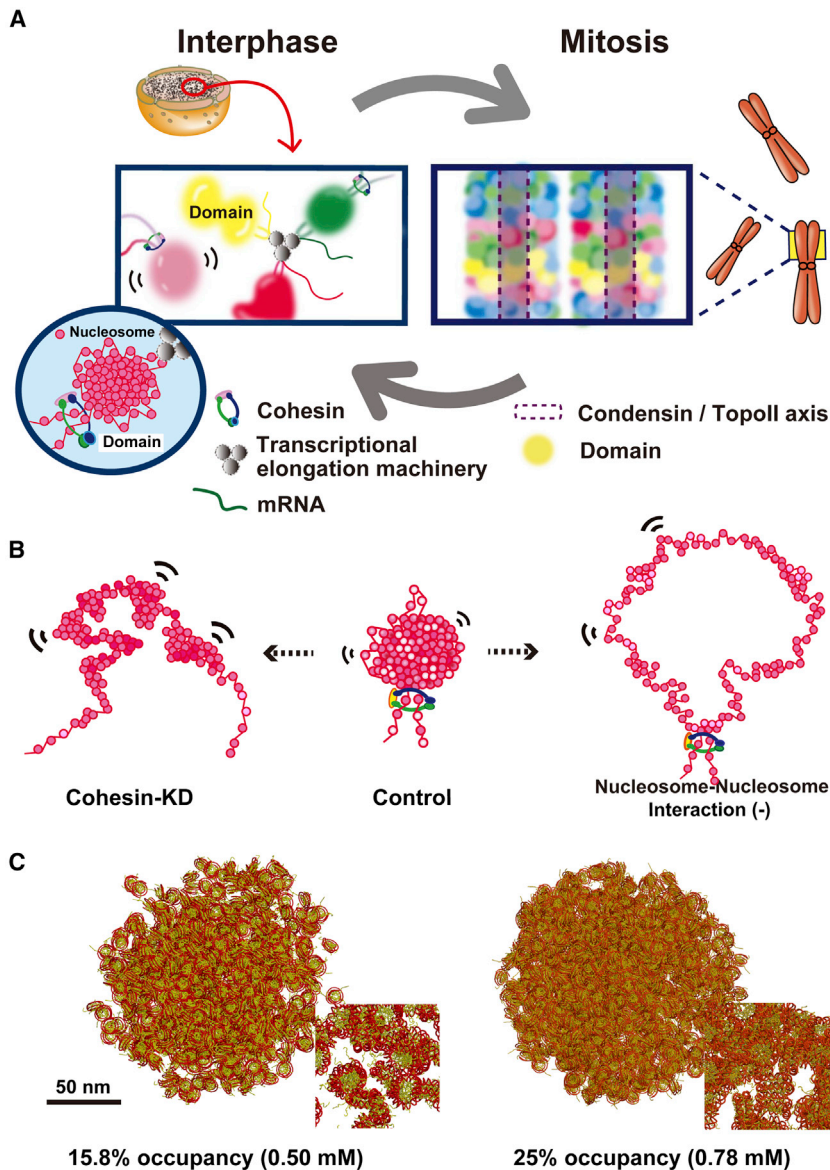 A
Interphase
Mitosis
Domain
Nucleosome
Domain
Cohesin
Transcriptional
elongation machinery
mRNA
Condensin / TopoII axis
Domain
B
Cohesin-KD
Control
Nucleosome-Nucleosome
Interaction (-)
C
50 nm
15.8% occupancy (0.50 mM)
25% occupancy (0.78 mM)